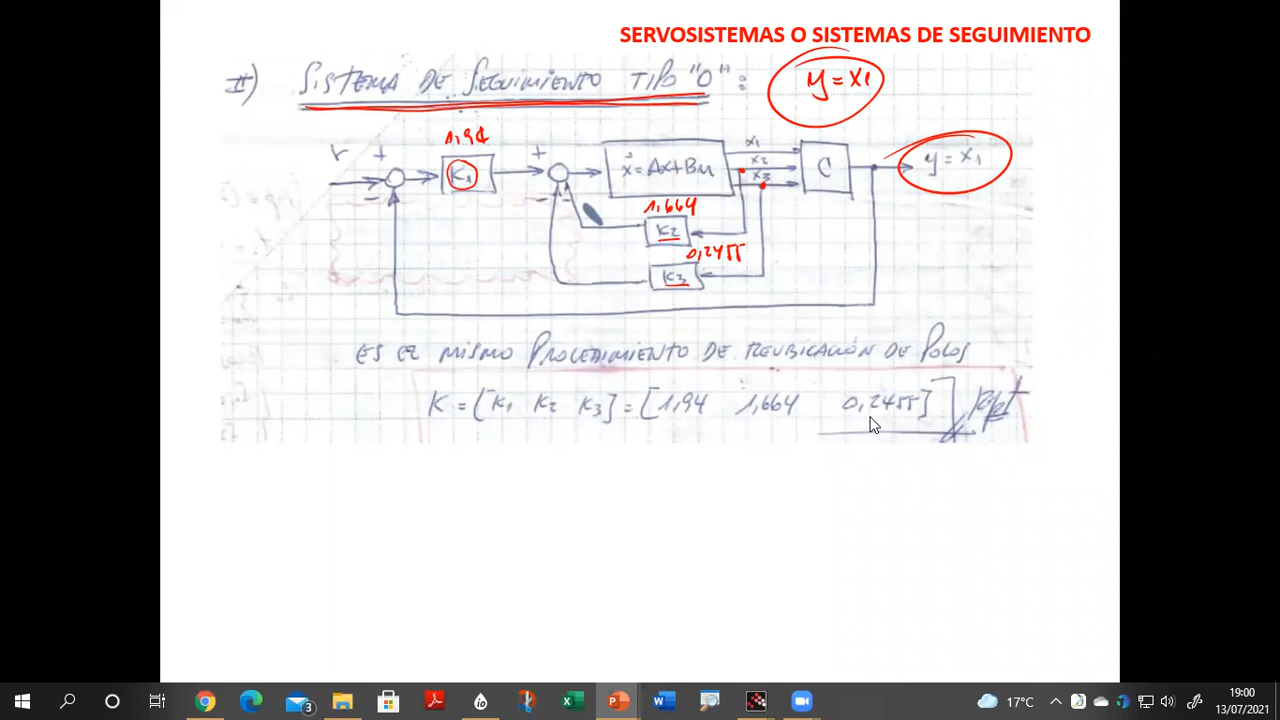 SERVOSISTEMAS O SISTEMAS DE SEGUIMIENTO
II) SISTEMA DE SEGUIMIENTO TIPO "0": y = x1
1,94
r + K1 + ẋ = Ax+Bu x1 C y = x1
x2
x3
- - -
1,664
K2
0,2455
K3
ES EL MISMO PROCEDIMIENTO DE REUBICACIÓN DE POLOS
K = [K1 K2 K3] = [1,94 1,664 0,2455]
3
17°C
19:00
13/07/2021